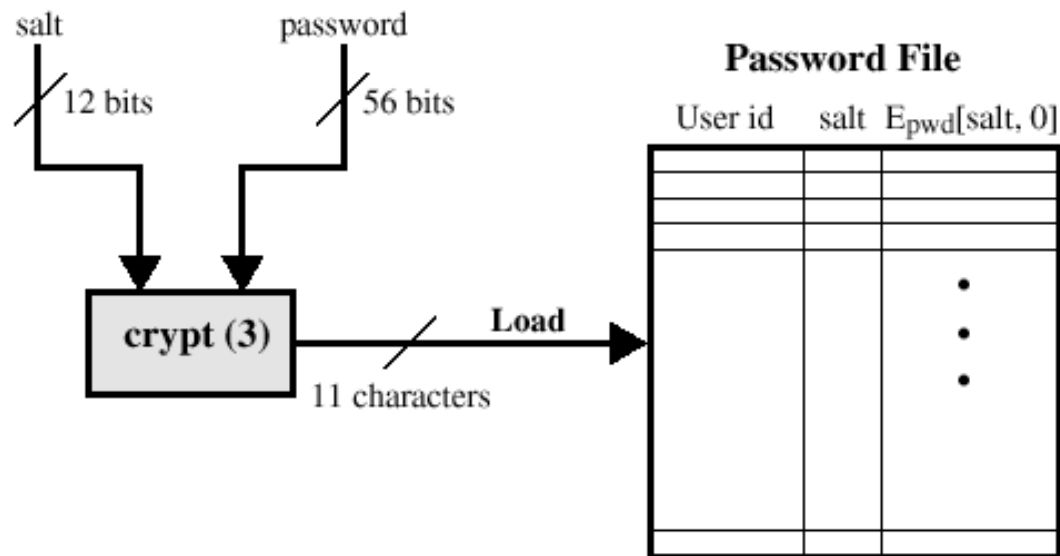 salt
password
12 bits
56 bits
Password File
User id
salt
Epwd[salt, 0]
crypt (3)
Load
11 characters